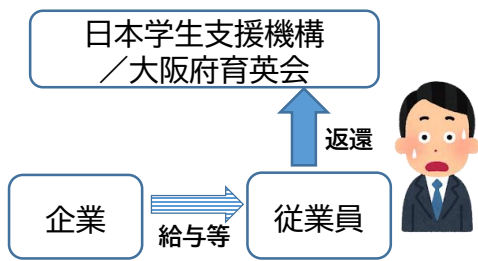 日本学生支援機構
／大阪府育英会
返還
企業
給与等
従業員